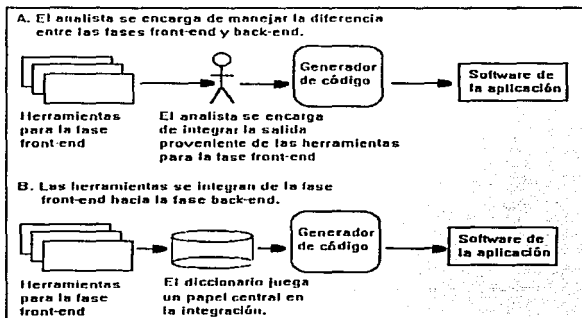 A. El analista se encarga de manejar la diferencia
entre las fases front-end y back-end.
Generador
de código
Software de
la aplicación
Herramientas
para la fase
front-end
El analista se encarga
de integrar la salida
proveniente de las herramientas
para la fase front-end
B. Las herramientas se integran de la fase
front-end hacia la fase back-end.
Generador
de código
Software de
la aplicación
Herramientas
para la fase
front-end
El diccionario juega
un papel central en
la integración.